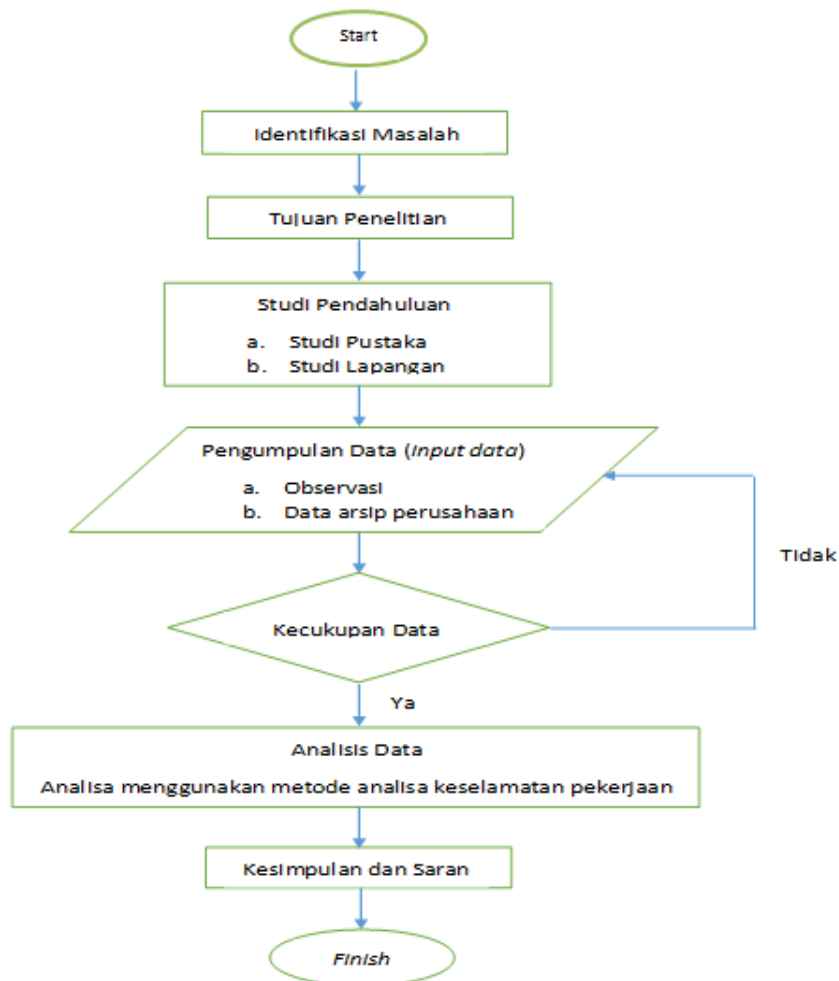 Start
Identifikasi Masalah
Tujuan Penelitian
Studi Pendahuluan
a. Studi Pustaka
b. Studi Lapangan
Pengumpulan Data (Input data)
a. Observasi
b. Data arsip perusahaan
Tidak
Kecukupan Data
Ya
Analisis Data
Analisa menggunakan metode analisa keselamatan pekerjaan
Kesimpulan dan Saran
Finish